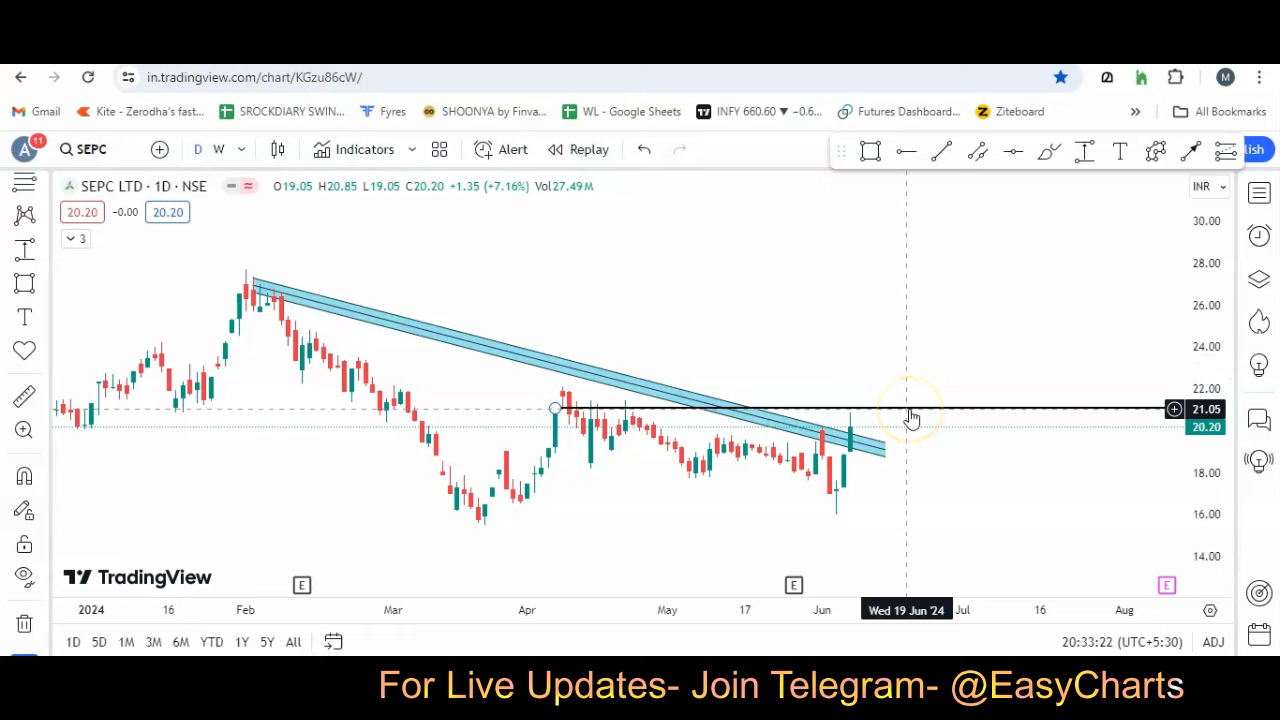 in.tradingview.com/chart/KGzu86cW/
M
Gmail
Kite - Zerodha's fast...
SROCKDIARY SWIN...
Fyres
SHOONYA by Finva...
WL - Google Sheets
INFY 660.60 ▼ −0.6...
Futures Dashboard...
Ziteboard
»
All Bookmarks
A
11
SEPC
D
W
Indicators
Alert
Replay
T
lish
SEPC LTD · 1D · NSE
O19.05 H20.85 L19.05 C20.20 +1.35 (+7.16%) Vol27.49M
INR
20.20
-0.00
20.20
3
30.00
28.00
26.00
24.00
22.00
21.05
20.20
18.00
16.00
14.00
TradingView
E
E
E
2024
16
Feb
Mar
Apr
May
17
Jun
Wed 19 Jun '24
Jul
16
Aug
1D 5D 1M 3M 6M YTD 1Y 5Y All
20:33:22 (UTC+5:30)
ADJ
For Live Updates- Join Telegram- @EasyCharts